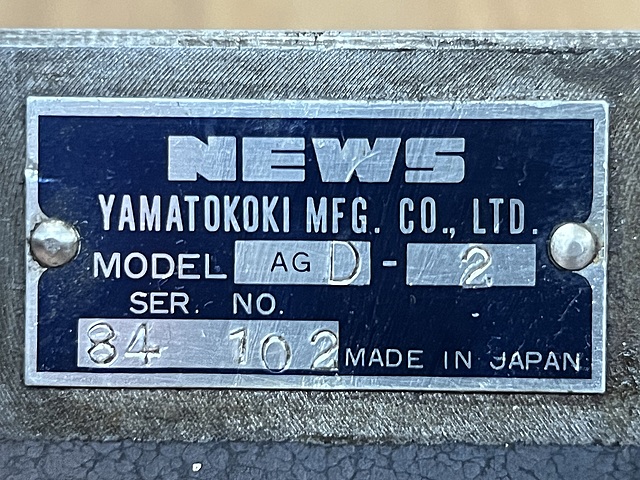 NEWS
YAMATOKOKI MFG. CO., LTD.
MODEL AG D - 2
SER. NO.
84 102 MADE IN JAPAN